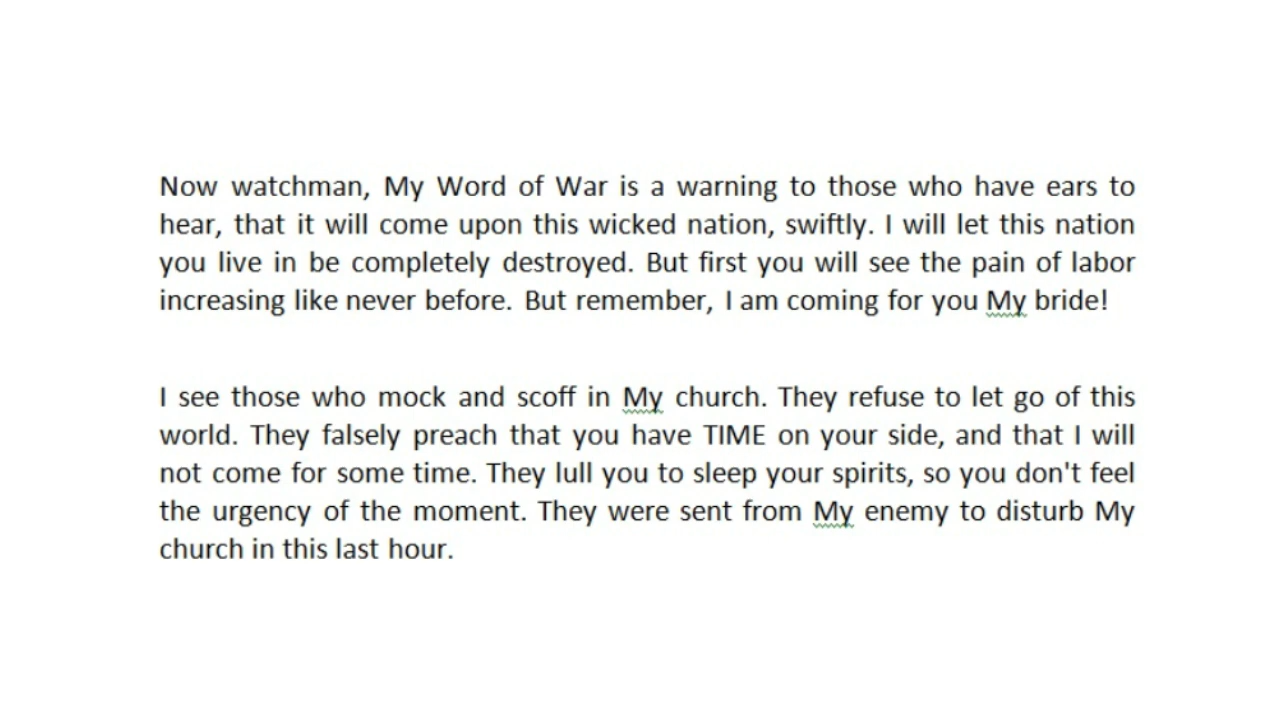 Now watchman, My Word of War is a warning to those who have ears to
hear, that it will come upon this wicked nation, swiftly. I will let this nation
you live in be completely destroyed. But first you will see the pain of labor
increasing like never before. But remember, I am coming for you My bride!
I see those who mock and scoff in My church. They refuse to let go of this
world. They falsely preach that you have TIME on your side, and that I will
not come for some time. They lull you to sleep your spirits, so you don't feel
the urgency of the moment. They were sent from My enemy to disturb My
church in this last hour.